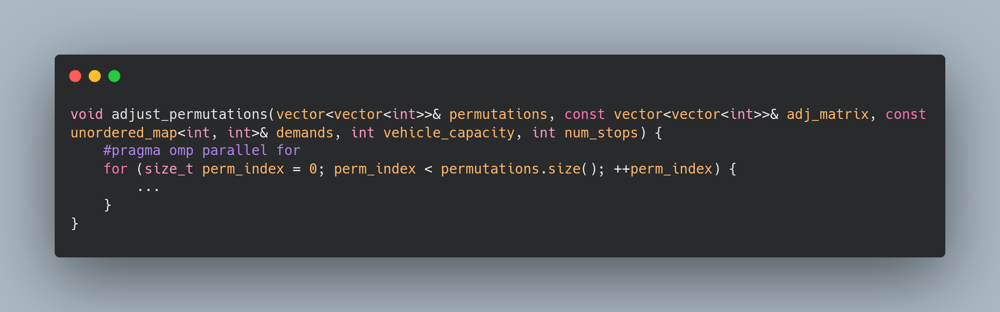 void adjust_permutations(vector<vector<int>>& permutations, const vector<vector<int>>& adj_matrix, const
unordered_map<int, int>& demands, int vehicle_capacity, int num_stops) {
    #pragma omp parallel for
    for (size_t perm_index = 0; perm_index < permutations.size(); ++perm_index) {
        ...
    }
}